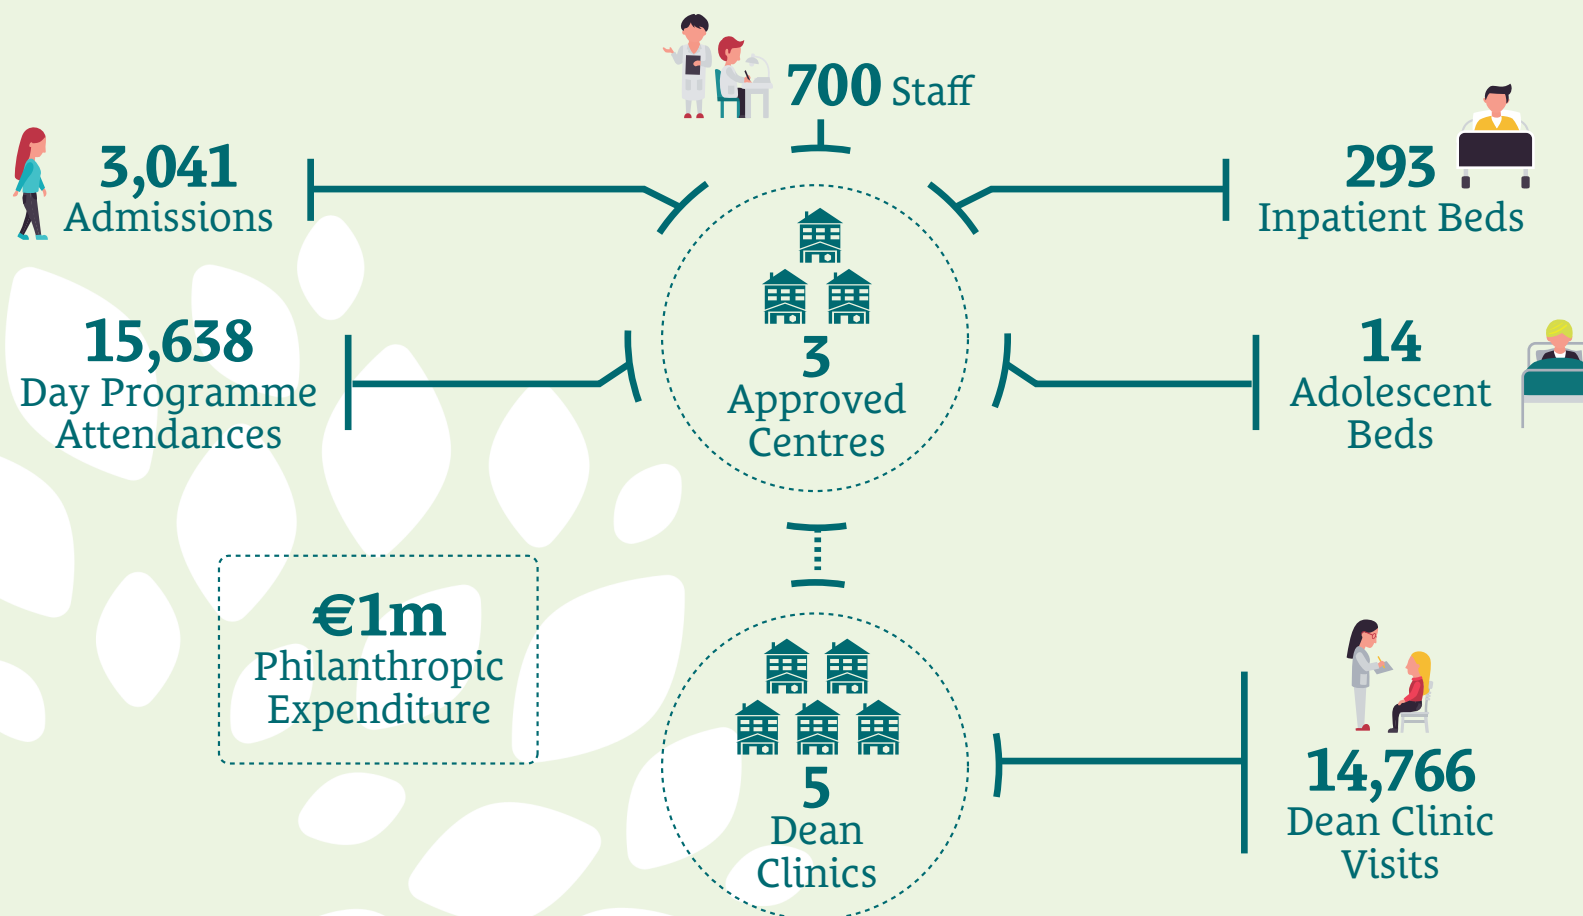 700 Staff
3,041
Admissions
293
Inpatient Beds
15,638
Day Programme
Attendances
3
Approved
Centres
14
Adolescent
Beds
€1m
Philanthropic
Expenditure
5
Dean
Clinics
14,766
Dean Clinic
Visits